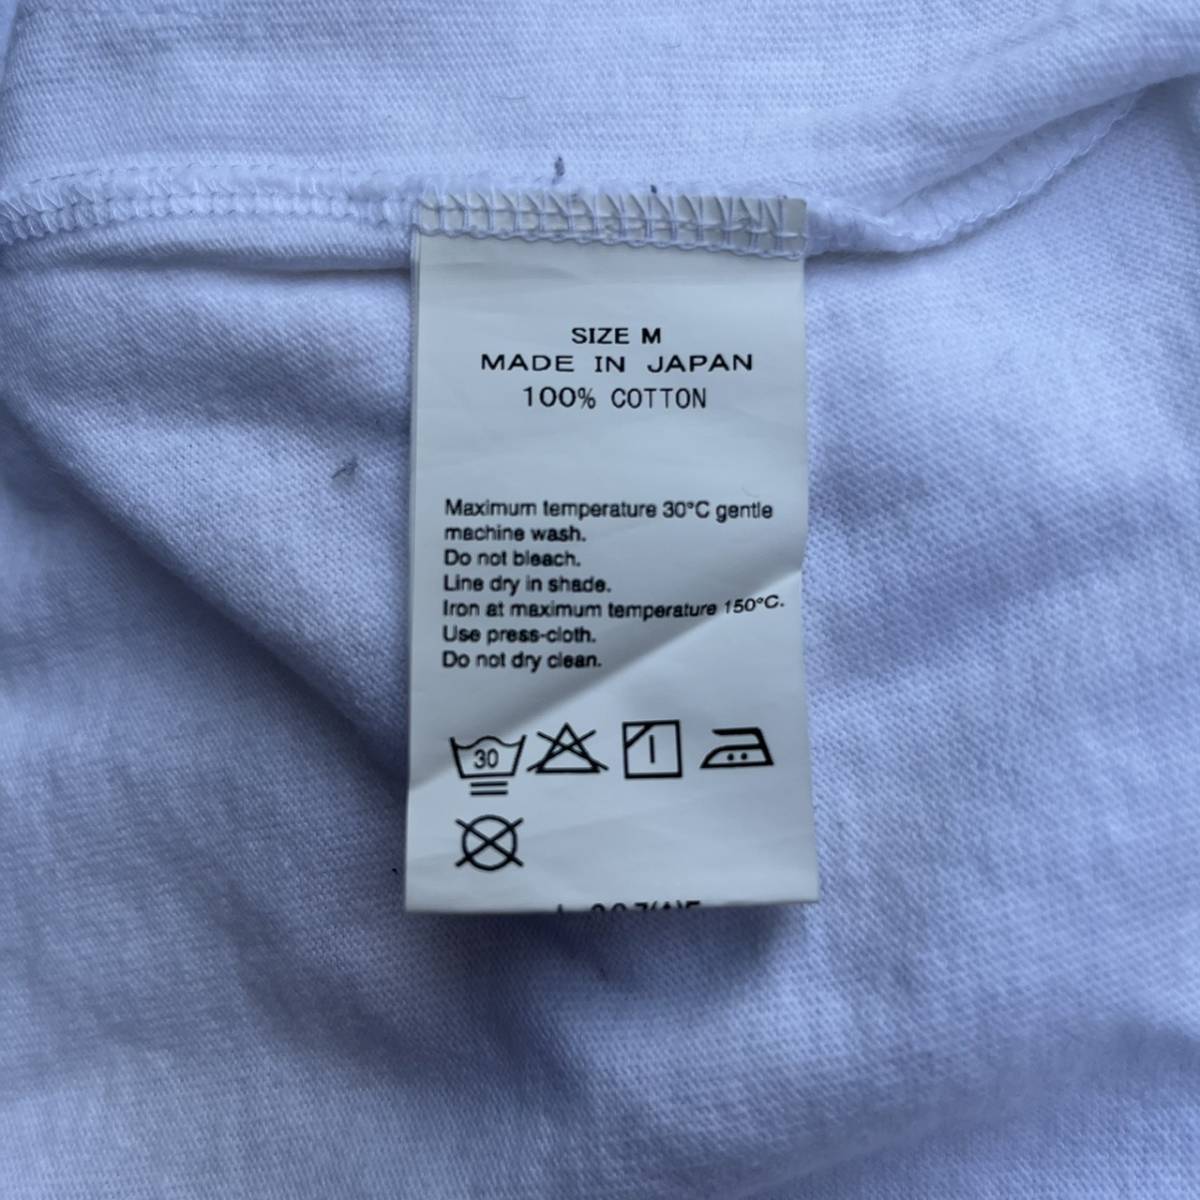 SIZE M
MADE IN JAPAN
100% COTTON
Maximum temperature 30°C gentle
machine wash.
Do not bleach.
Line dry in shade.
Iron at maximum temperature 150°C.
Use press-cloth.
Do not dry clean.
30